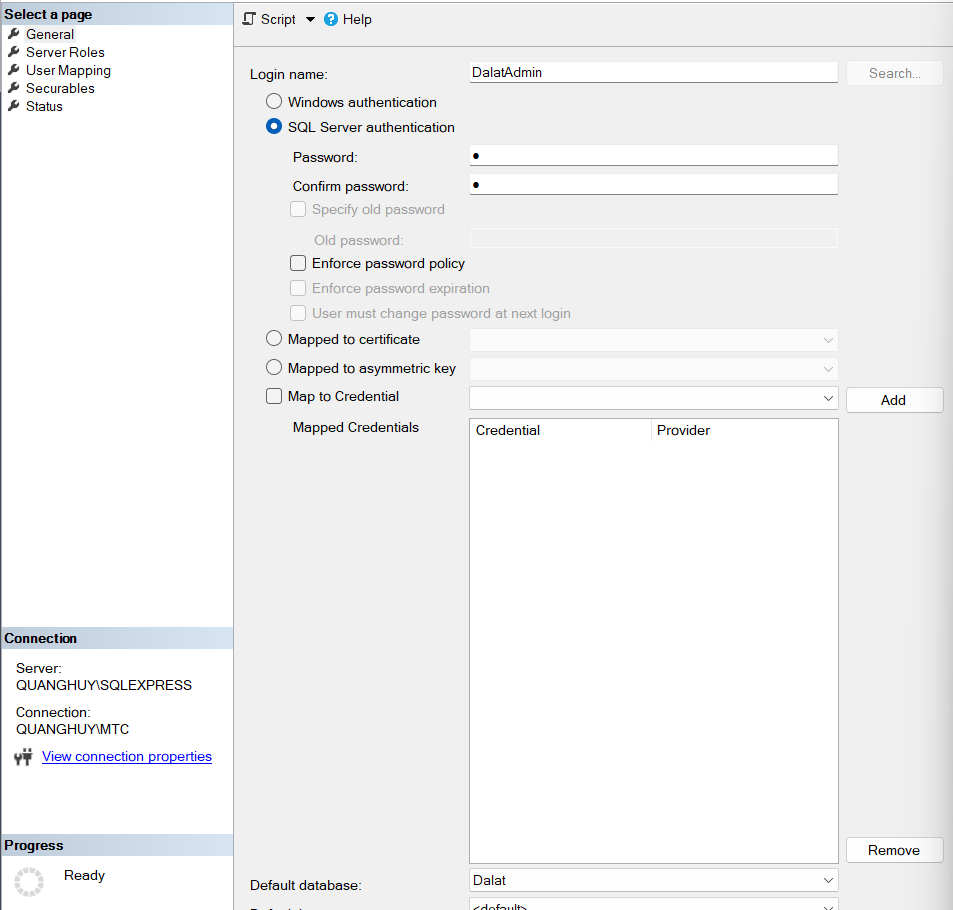 Select a page
General
Server Roles
User Mapping
Securables
Status
Script
Help
Login name:
DalatAdmin
Search...
Windows authentication
SQL Server authentication
Password:
Confirm password:
Specify old password
Old password:
Enforce password policy
Enforce password expiration
User must change password at next login
Mapped to certificate
Mapped to asymmetric key
Map to Credential
Add
Mapped Credentials
Credential
Provider
Remove
Default database:
Dalat
<default>
Connection
Server:
QUANGHUY\SQLEXPRESS
Connection:
QUANGHUY\MTC
View connection properties
Progress
Ready